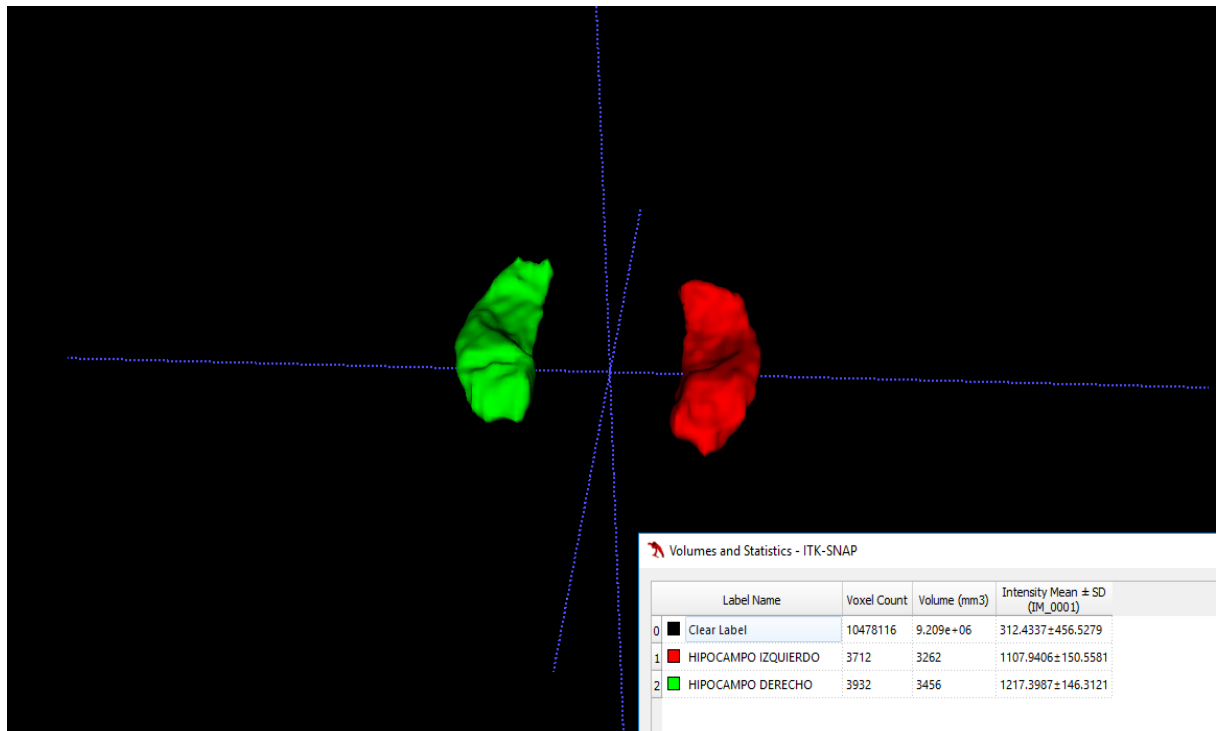 Volumes and Statistics - ITK-SNAP
Label Name Voxel Count Volume (mm3) Intensity Mean ± SD
(IM_0001)
0 Clear Label 10478116 9.209e+06 312.4337±456.5279
1 HIPOCAMPO IZQUIERDO 3712 3262 1107.9406±150.5581
2 HIPOCAMPO DERECHO 3932 3456 1217.3987±146.3121